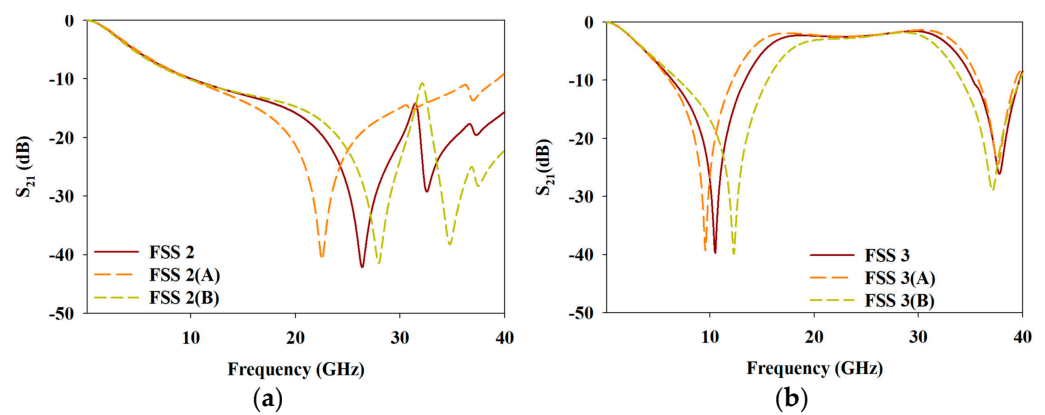 0
-10
-20
-30
-40
-50
S21 (dB)
FSS 2
FSS 2(A)
FSS 2(B)
10
20
30
40
Frequency (GHz)
(a)
0
-10
-20
-30
-40
-50
S21(dB)
FSS 3
FSS 3(A)
FSS 3(B)
10
20
30
40
Frequency (GHz)
(b)